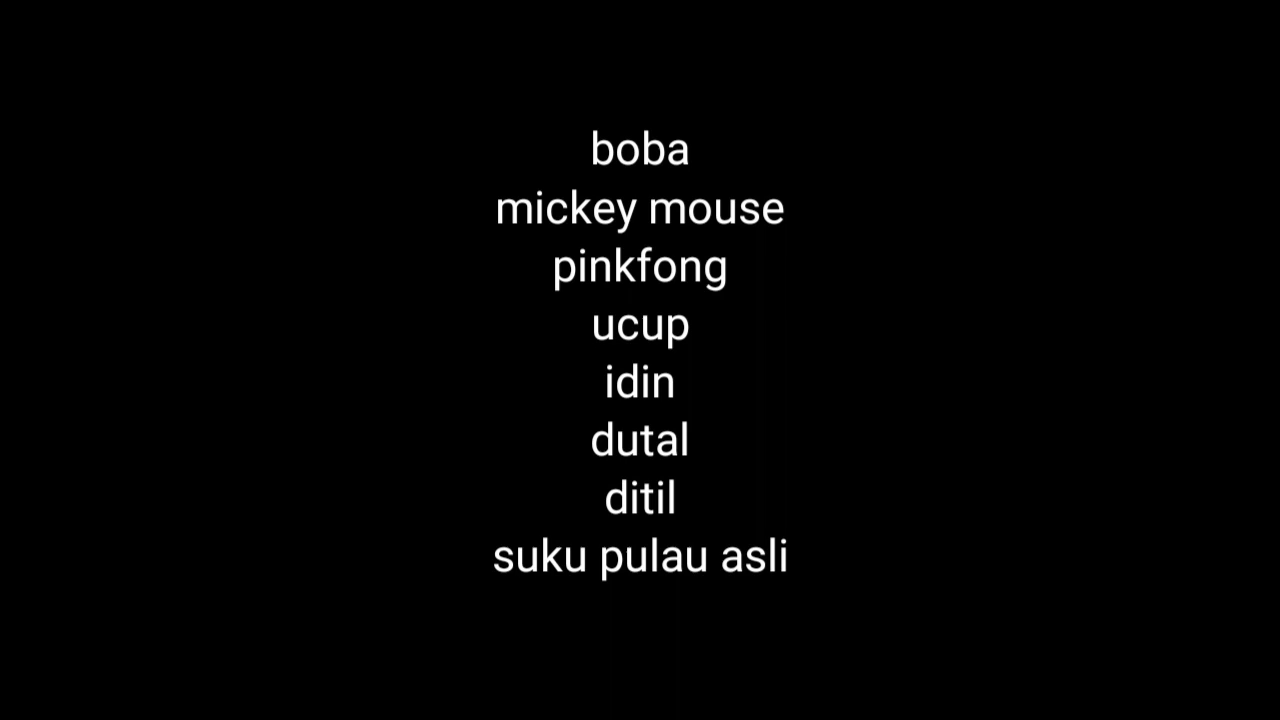 boba
mickey mouse
pinkfong
ucup
idin
dutal
ditil
suku pulau asli